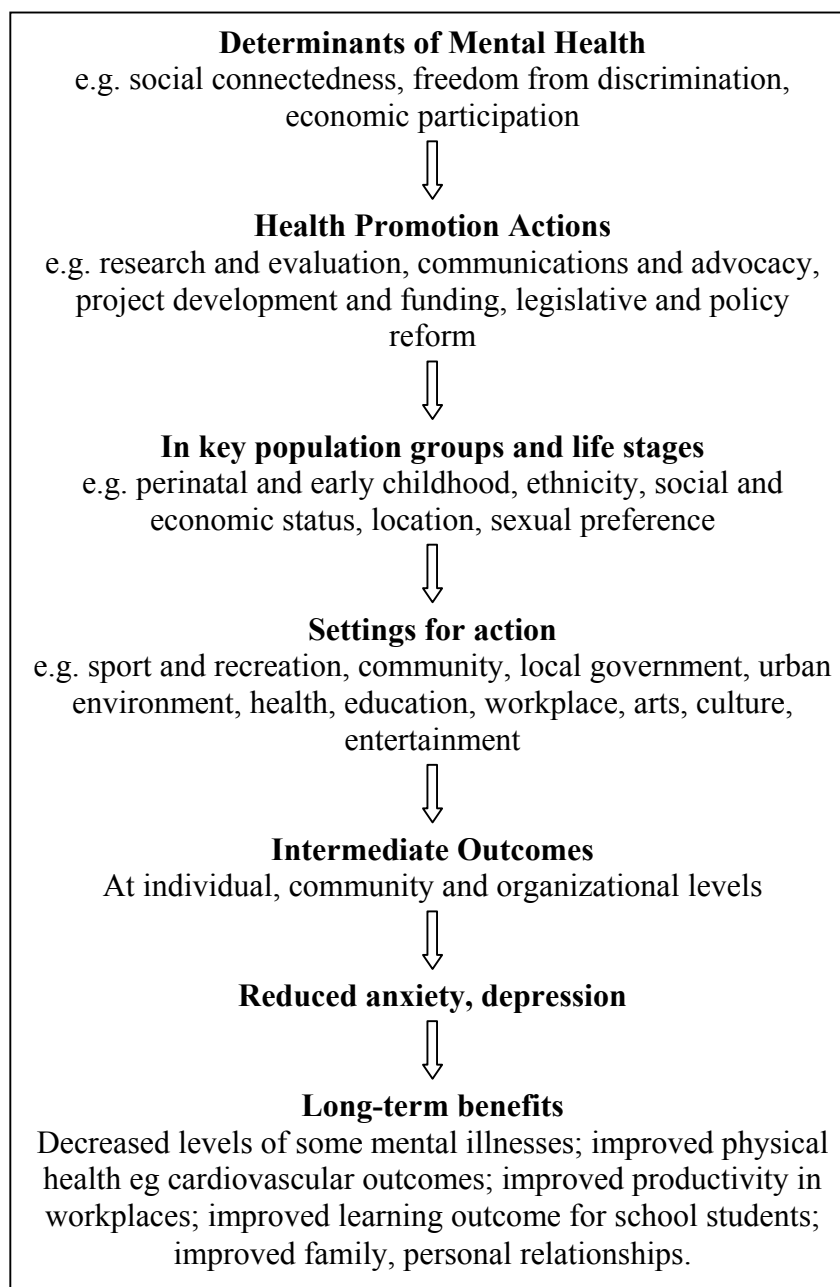 Determinants of Mental Health
e.g. social connectedness, freedom from discrimination,
economic participation
Health Promotion Actions
e.g. research and evaluation, communications and advocacy,
project development and funding, legislative and policy
reform
In key population groups and life stages
e.g. perinatal and early childhood, ethnicity, social and
economic status, location, sexual preference
Settings for action
e.g. sport and recreation, community, local government, urban
environment, health, education, workplace, arts, culture,
entertainment
Intermediate Outcomes
At individual, community and organizational levels
Reduced anxiety, depression
Long-term benefits
Decreased levels of some mental illnesses; improved physical
health eg cardiovascular outcomes; improved productivity in
workplaces; improved learning outcome for school students;
improved family, personal relationships.